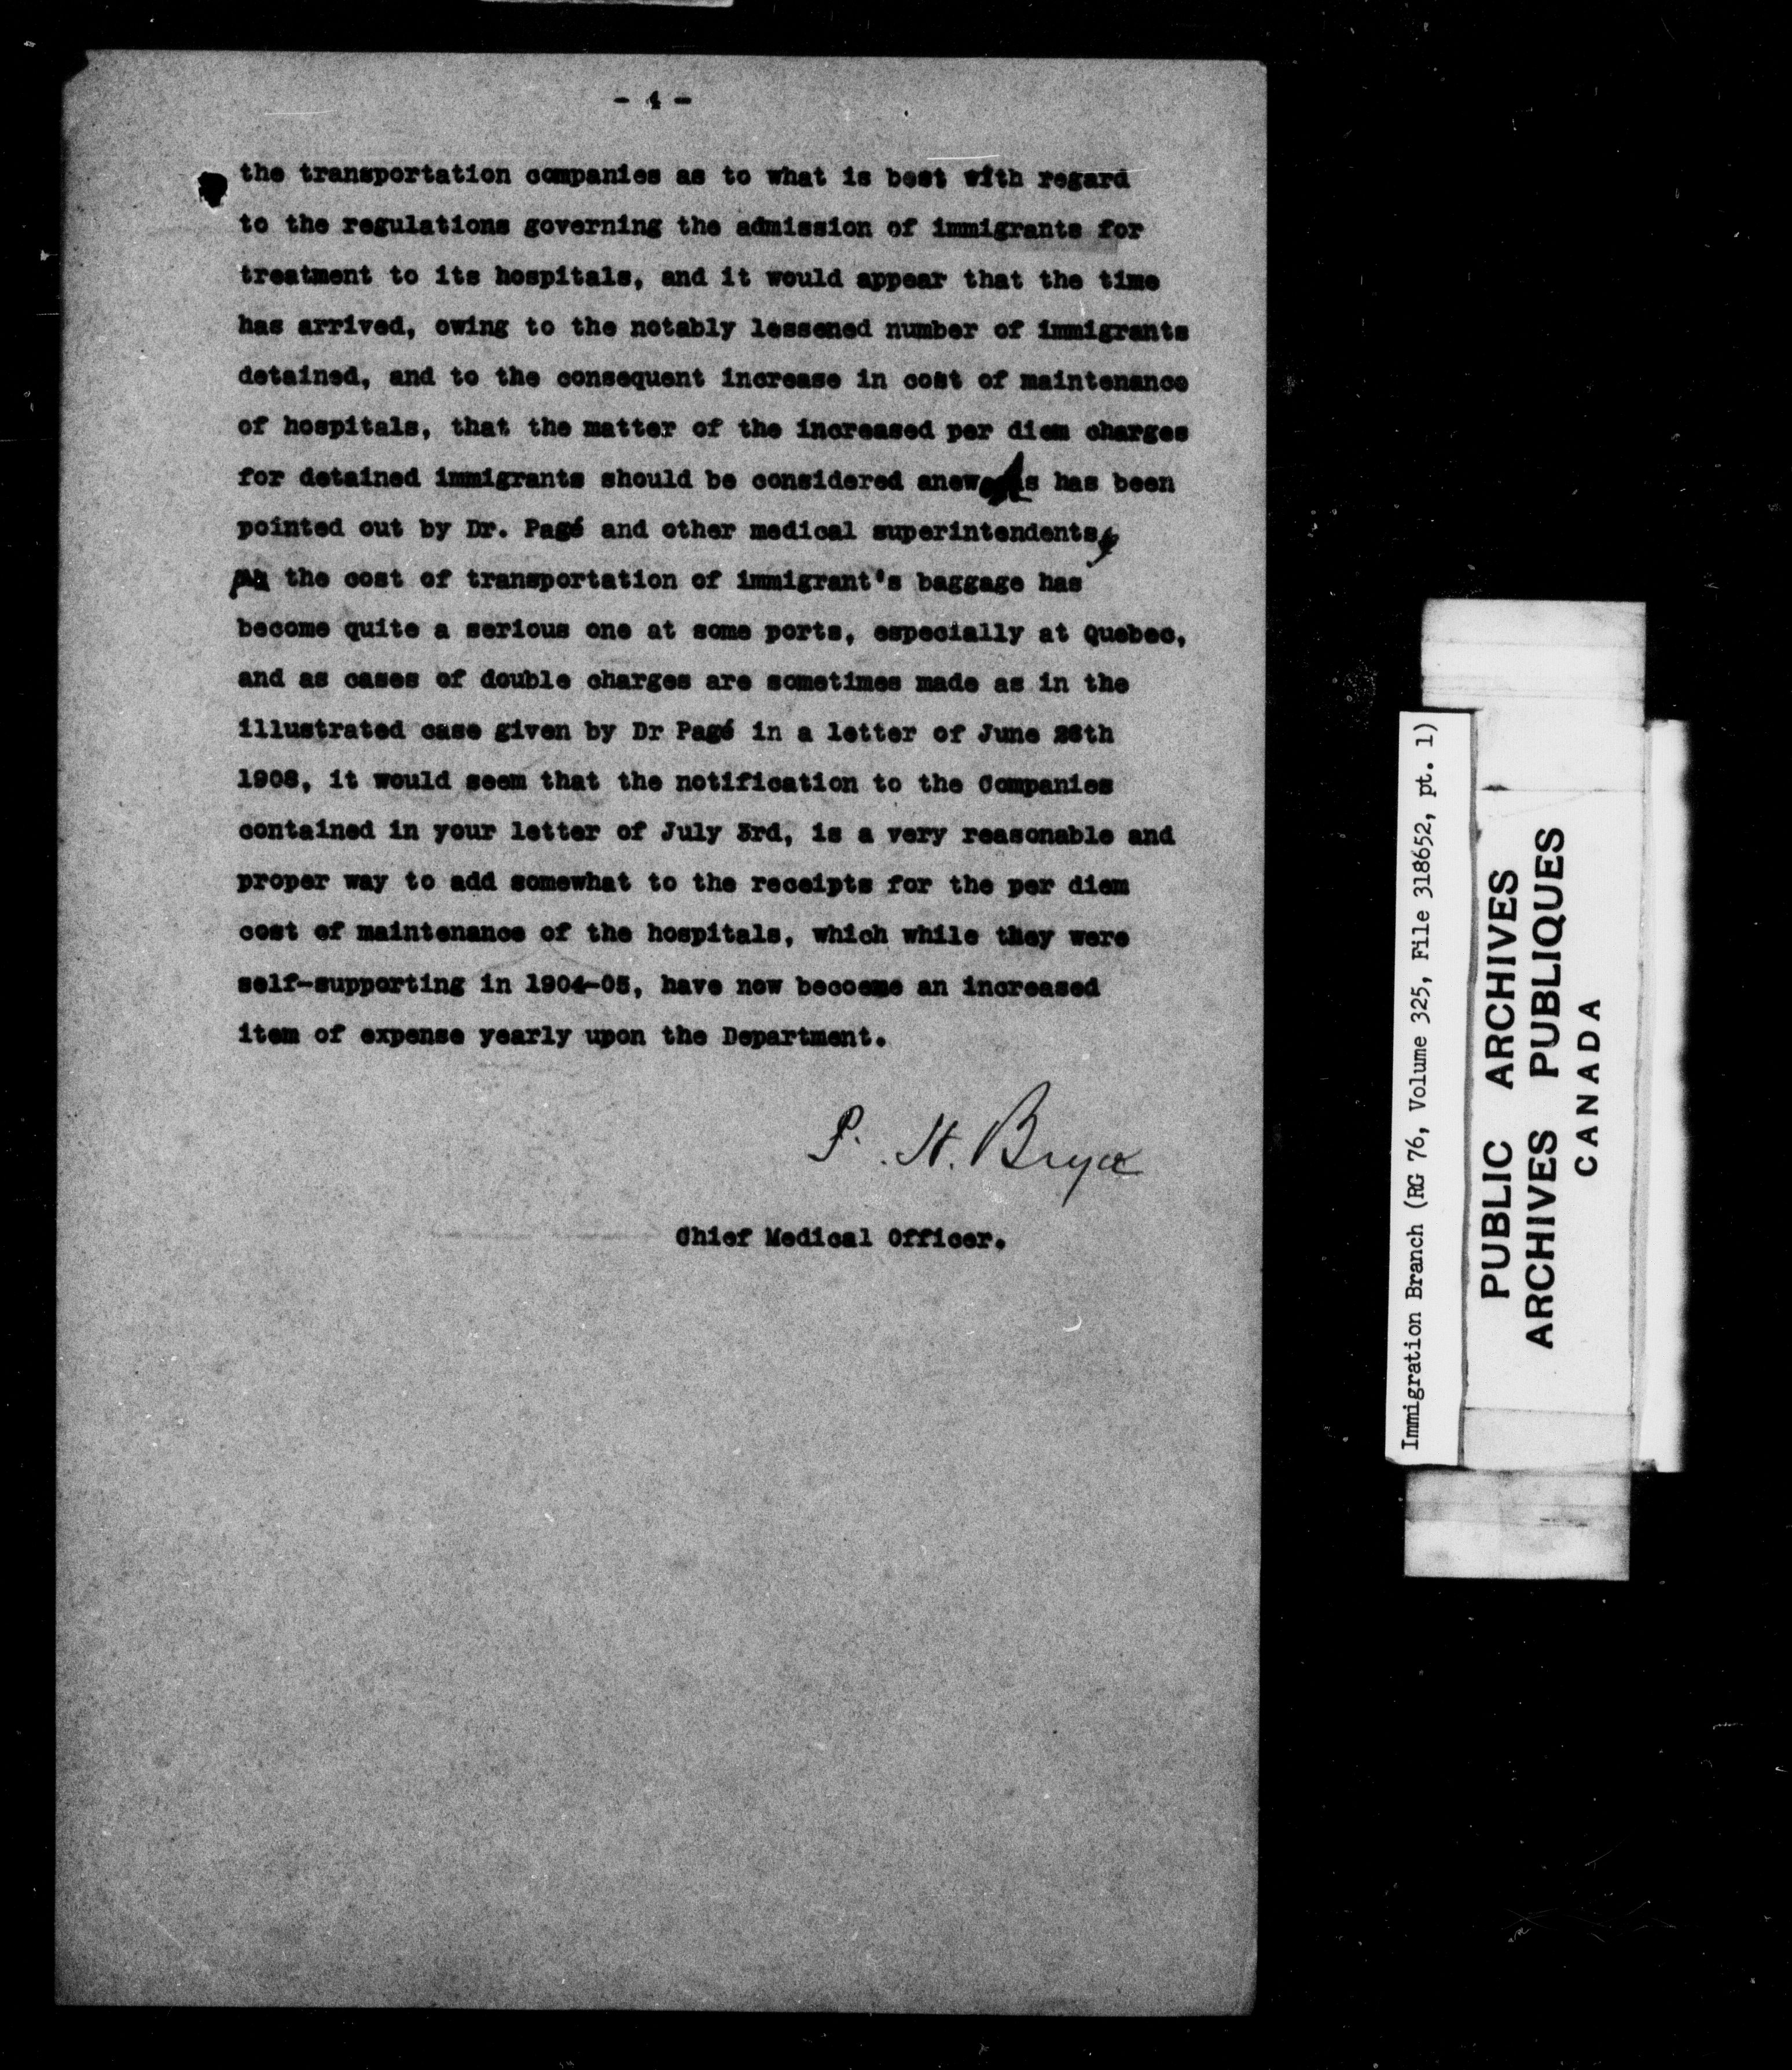 - 4 -
the transportation companies as to what is best with regard
to the regulations governing the admission of immigrants for
treatment to its hospitals, and it would appear that the time
has arrived, owing to the notably lessened number of immigrants
detained, and to the consequent increase in cost of maintenance
of hospitals, that the matter of the increased per diem charges
for detained immigrants should be considered anew. As has been
pointed out by Dr. Pagé and other medical superintendents,
the cost of transportation of immigrant's baggage has
become quite a serious one at some ports, especially at Quebec,
and as cases of double charges are sometimes made as in the
illustrated case given by Dr Pagé in a letter of June
1908, it would seem that the notification to the Companies
contained in your letter of July 3rd, is a very reasonable and
proper way to add somewhat to the receipts for the per diem
cost of maintenance of the hospitals, which while they were
self-supporting in 1904-05, have now becoeme an increased
item of expense yearly upon the Department.
P. H. Bryce
Chief Medical Officer.
Immigration Branch (RG 76, Volume 325, File 318652, pt. 1)
PUBLIC ARCHIVES
ARCHIVES PUBLIQUES
CANADA